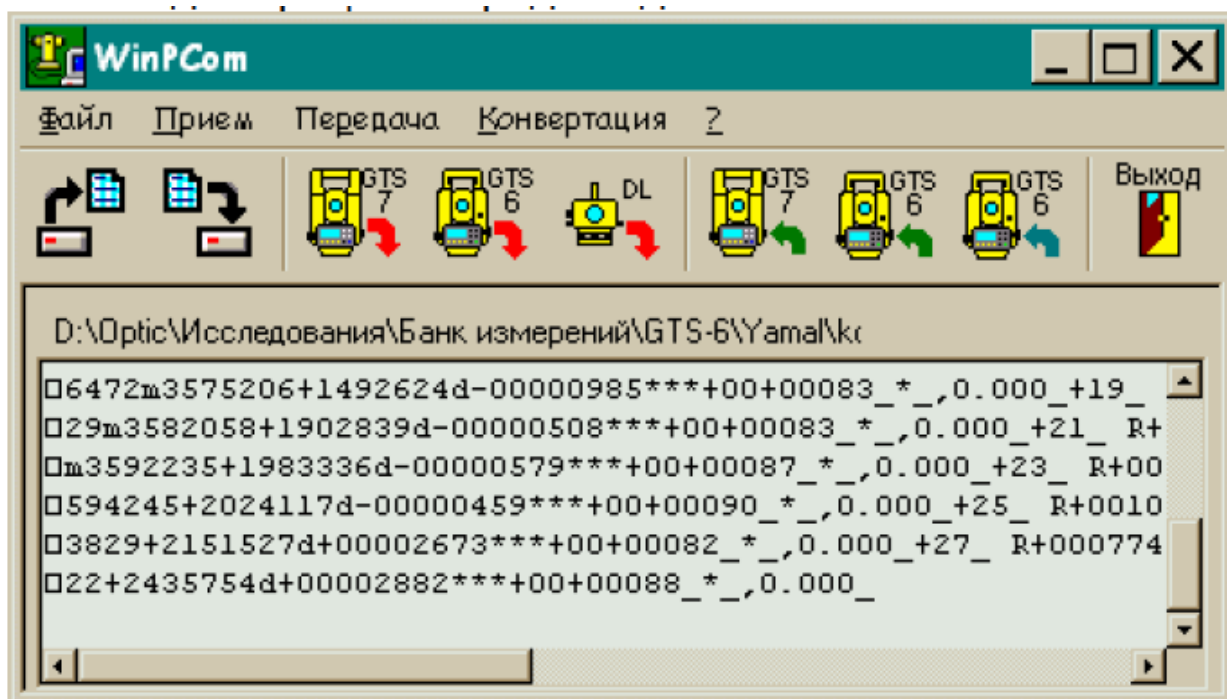 WinPCom
Файл Прием Передача Конвертация ?
GTS 7 GTS 6 DL GTS 7 GTS 6 GTS 6 Выход
D:\Optic\Исследования\Банк измерений\GTS-6\Yamal\kc
□6472m3575206+1492624d-00000985***+00+00083_*_,0.000_+19_
□29m3582058+1902839d-00000508***+00+00083_*_,0.000_+21_ R+
□m3592235+1983336d-00000579***+00+00087_*_,0.000_+23_ R+00
□594245+2024117d-00000459***+00+00090_*_,0.000_+25_ R+0010
□3829+2151527d+00002673***+00+00082_*_,0.000_+27_ R+000774
□22+2435754d+00002882***+00+00088_*_,0.000_